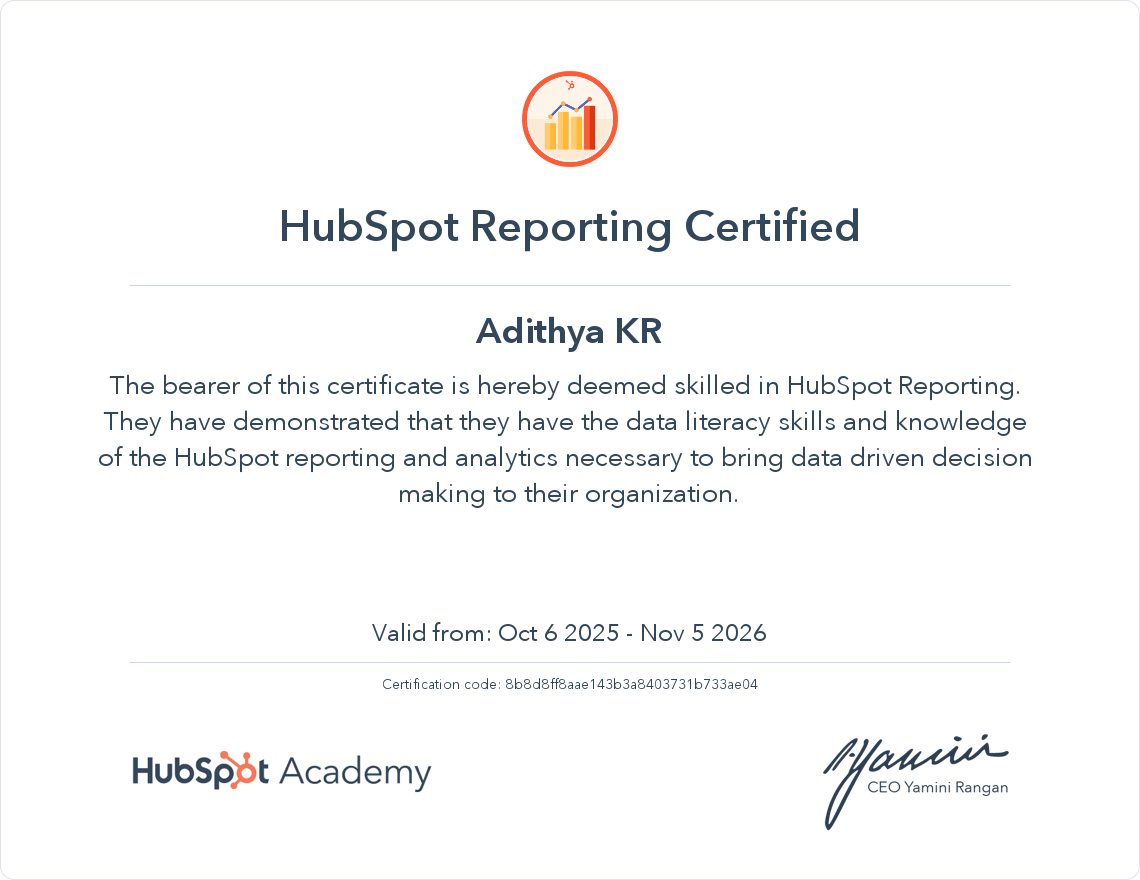 HubSpot Reporting Certified
Adithya KR
The bearer of this certificate is hereby deemed skilled in HubSpot Reporting.
They have demonstrated that they have the data literacy skills and knowledge
of the HubSpot reporting and analytics necessary to bring data driven decision
making to their organization.
Valid from: Oct 6 2025 - Nov 5 2026
Certification code: 8b8d8ff8aae143b3a8403731b733ae04
HubSpot Academy
CEO Yamini Rangan